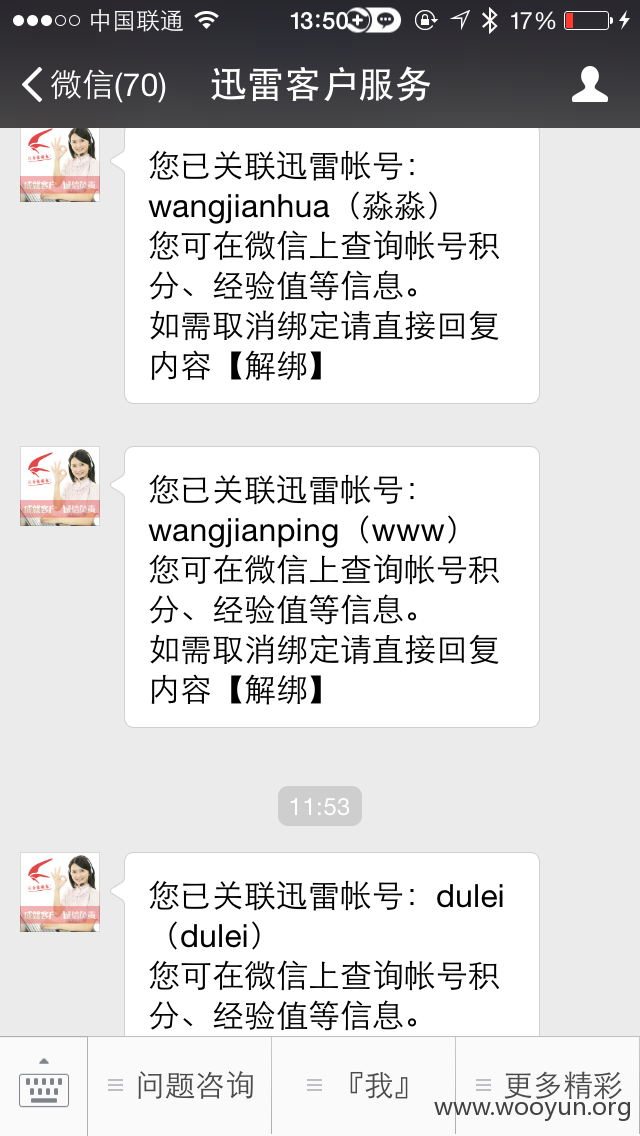 中国联通 13:50 17%
微信(70) 迅雷客户服务
您已关联迅雷帐号：
wangjianhua（淼淼）
您可在微信上查询帐号积
分、经验值等信息。
如需取消绑定请直接回复
内容【解绑】
您已关联迅雷帐号：
wangjianping（www）
您可在微信上查询帐号积
分、经验值等信息。
如需取消绑定请直接回复
内容【解绑】
11:53
您已关联迅雷帐号：dulei
（dulei）
您可在微信上查询帐号积
分、经验值等信息。
问题咨询 『我』 更多精彩
www.wooyun.org